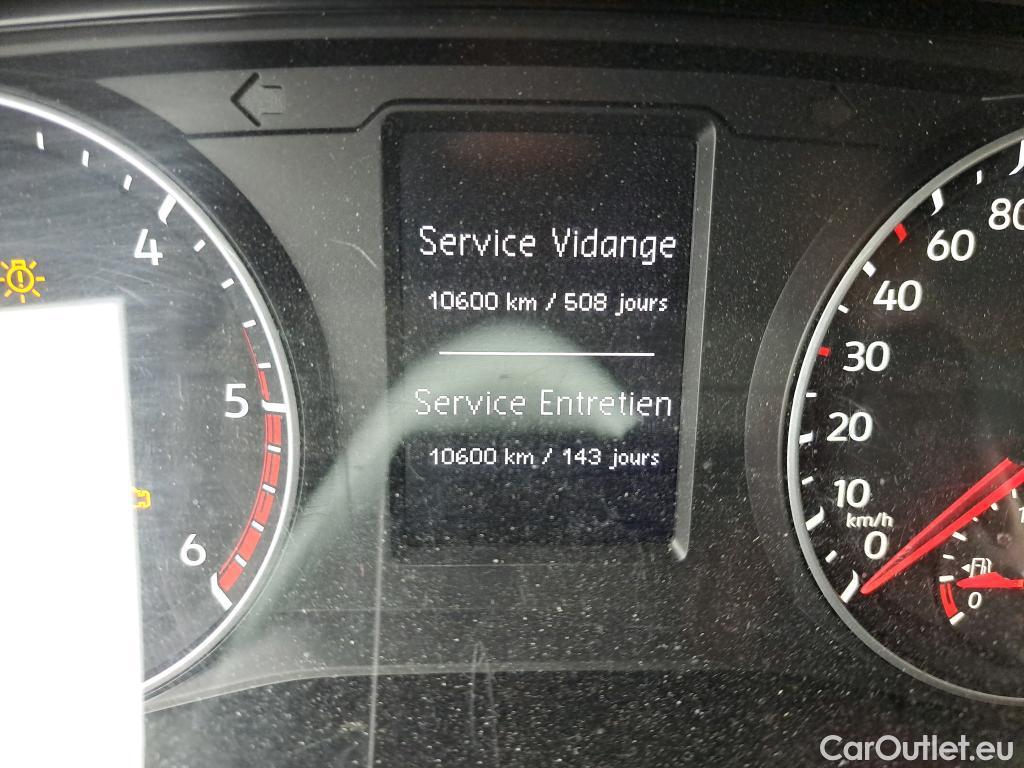 Service Vidange
10600 km / 508 jours
Service Entretien
10600 km / 143 jours
4
5
6
80
60
40
30
20
10
km/h
0
0
CarOutlet.eu